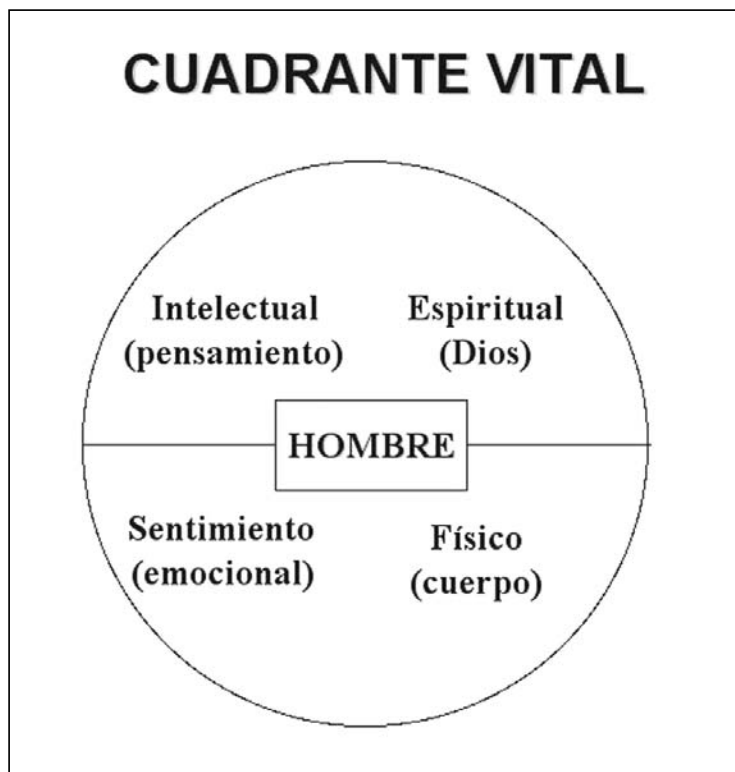 CUADRANTE VITAL
Intelectual
(pensamiento)
Espiritual
(Dios)
HOMBRE
Sentimiento
(emocional)
Físico
(cuerpo)